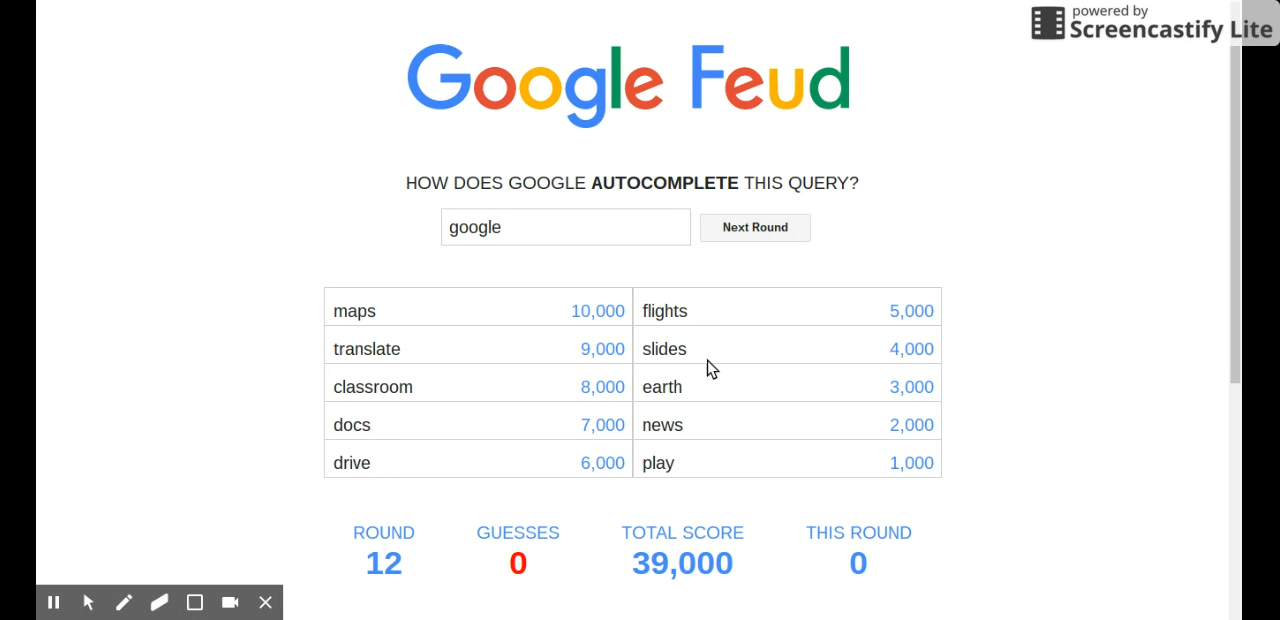 powered by
Screencastify Lite
Google Feud
HOW DOES GOOGLE AUTOCOMPLETE THIS QUERY?
google
Next Round
maps 10,000 flights 5,000
translate 9,000 slides 4,000
classroom 8,000 earth 3,000
docs 7,000 news 2,000
drive 6,000 play 1,000
ROUND GUESSES TOTAL SCORE THIS ROUND
12 0 39,000 0